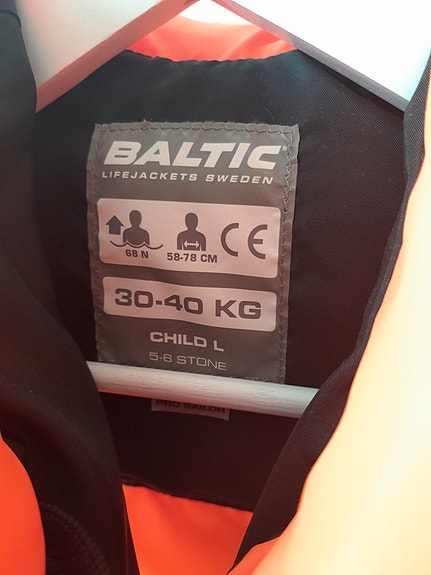 BALTIC
LIFEJACKETS SWEDEN
68 N
58-78 CM
CE
30-40 KG
CHILD L
5-6 STONE
PRO SAILOR